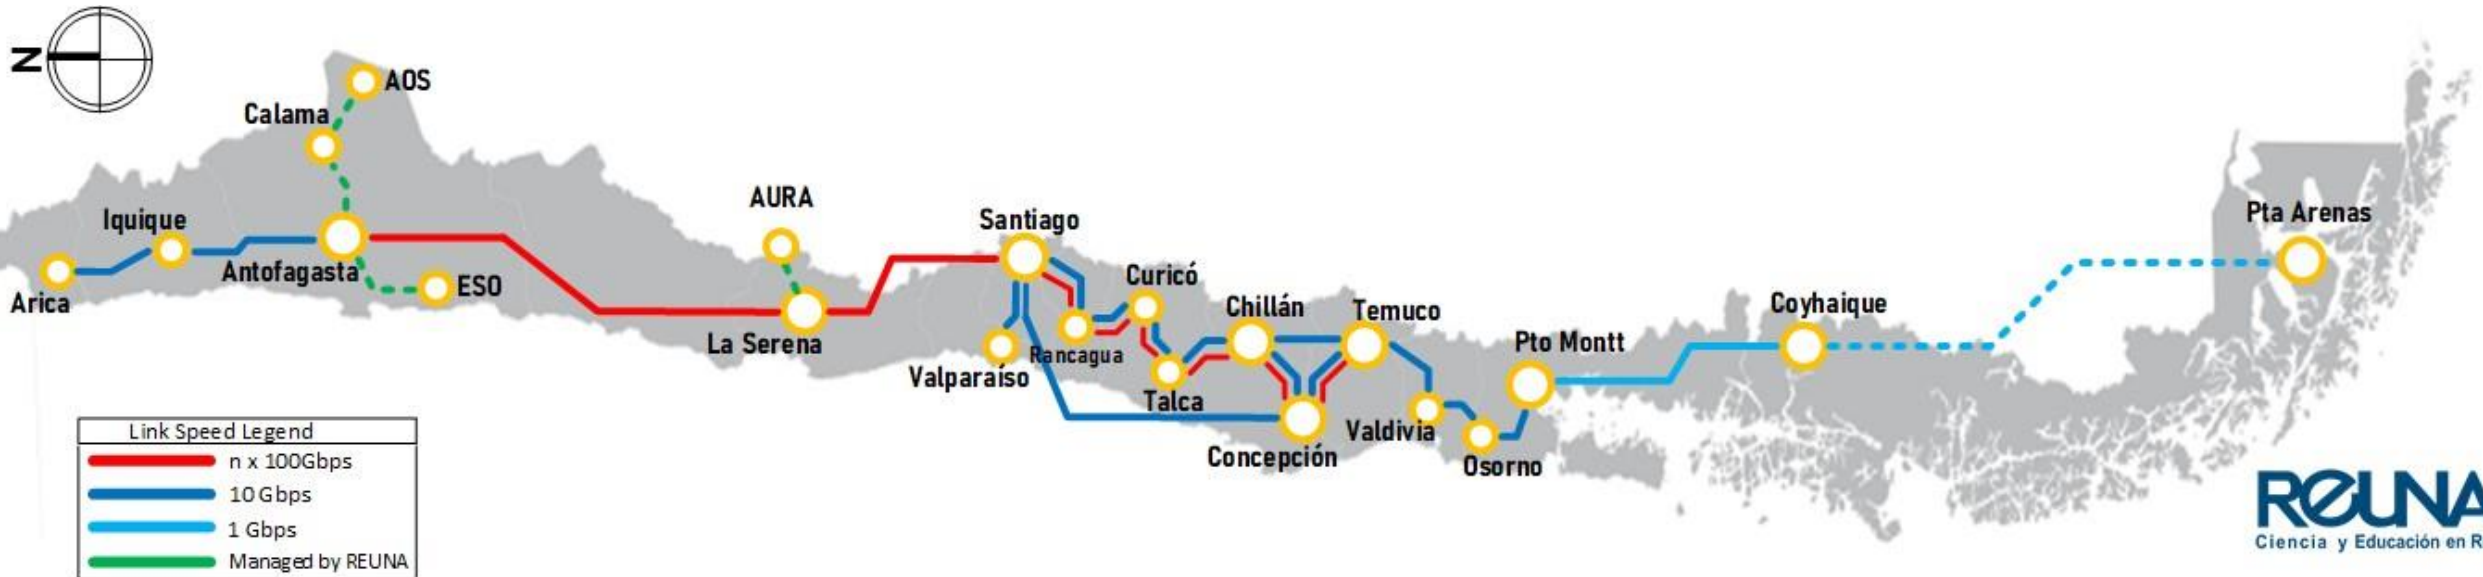 N
AOS
Calama
Iquique
Antofagasta
Arica
ESO
AURA
La Serena
Santiago
Valparaíso
Rancagua
Curicó
Talca
Chillán
Concepción
Temuco
Valdivia
Osorno
Pto Montt
Coyhaique
Pta Arenas
Link Speed Legend
n x 100Gbps
10 Gbps
1 Gbps
Managed by REUNA
REUNA
Ciencia y Educación en R